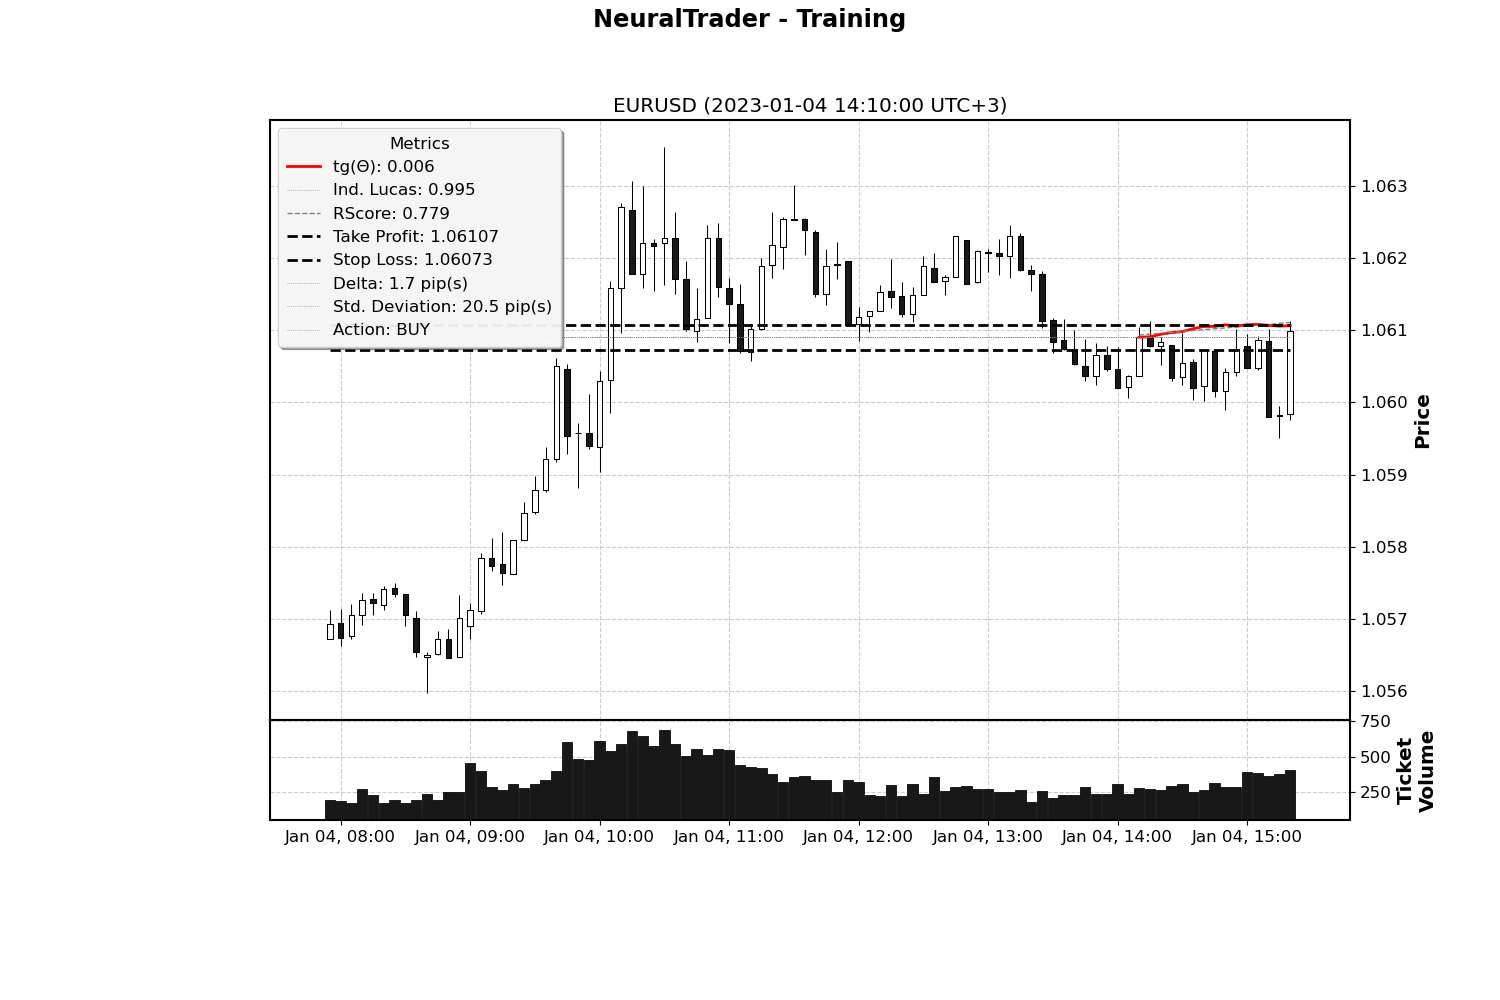 NeuralTrader - Training
EURUSD (2023-01-04 14:10:00 UTC+3)
Metrics
tg(Θ): 0.006
Ind. Lucas: 0.995
RScore: 0.779
Take Profit: 1.06107
Stop Loss: 1.06073
Delta: 1.7 pip(s)
Std. Deviation: 20.5 pip(s)
Action: BUY
1.063
1.062
1.061
1.060
1.059
1.058
1.057
1.056
Price
750
500
250
Ticket
Volume
Jan 04, 08:00
Jan 04, 09:00
Jan 04, 10:00
Jan 04, 11:00
Jan 04, 12:00
Jan 04, 13:00
Jan 04, 14:00
Jan 04, 15:00